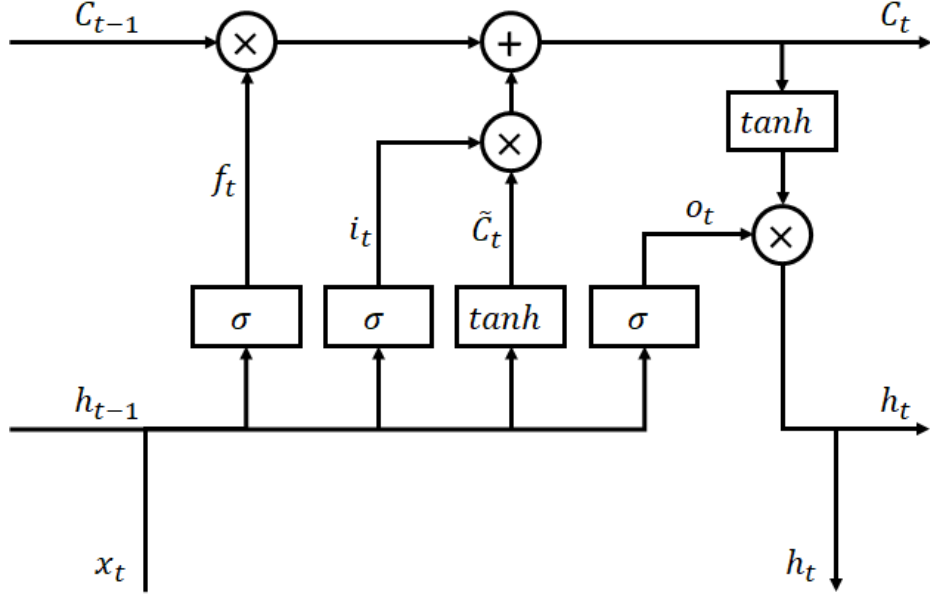 C_{t−1} C_t
× +
tanh
×
f_t
i_t C̃_t o_t ×
σ σ tanh σ
h_{t−1} h_t
x_t h_t